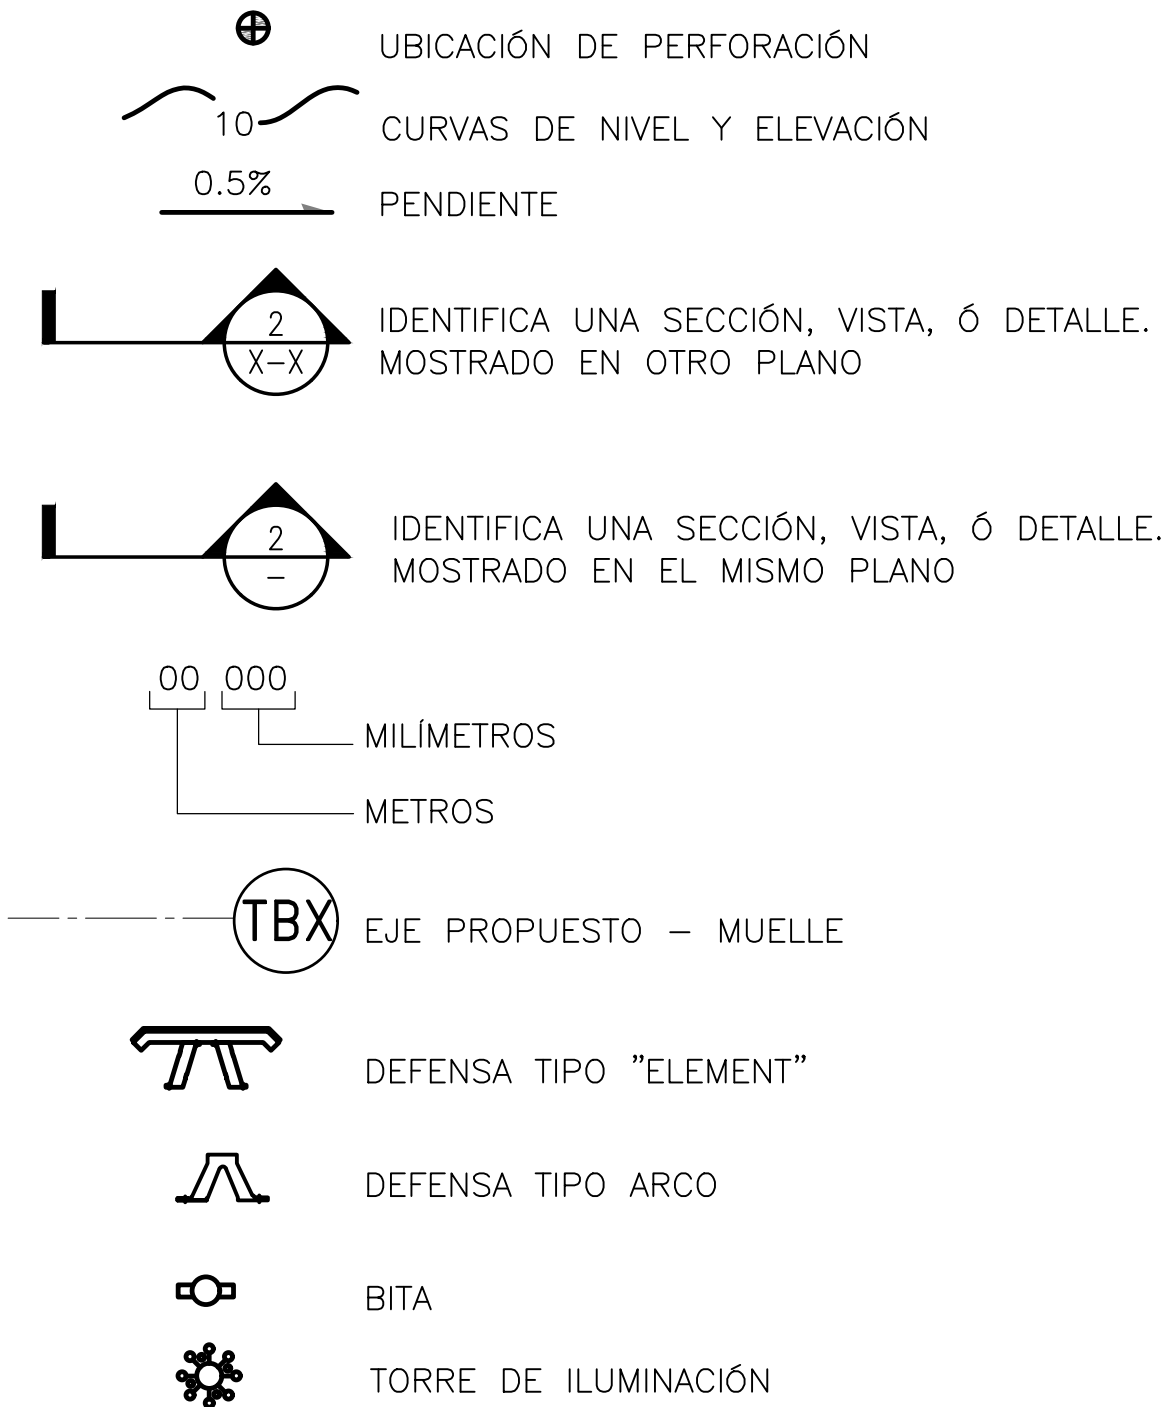 UBICACIÓN DE PERFORACIÓN
10 CURVAS DE NIVEL Y ELEVACIÓN
0.5%
PENDIENTE
2
X-X
IDENTIFICA UNA SECCIÓN, VISTA, Ó DETALLE.
MOSTRADO EN OTRO PLANO
2
-
IDENTIFICA UNA SECCIÓN, VISTA, Ó DETALLE.
MOSTRADO EN EL MISMO PLANO
00 000
MILÍMETROS
METROS
TBX EJE PROPUESTO - MUELLE
DEFENSA TIPO "ELEMENT"
DEFENSA TIPO ARCO
BITA
TORRE DE ILUMINACIÓN